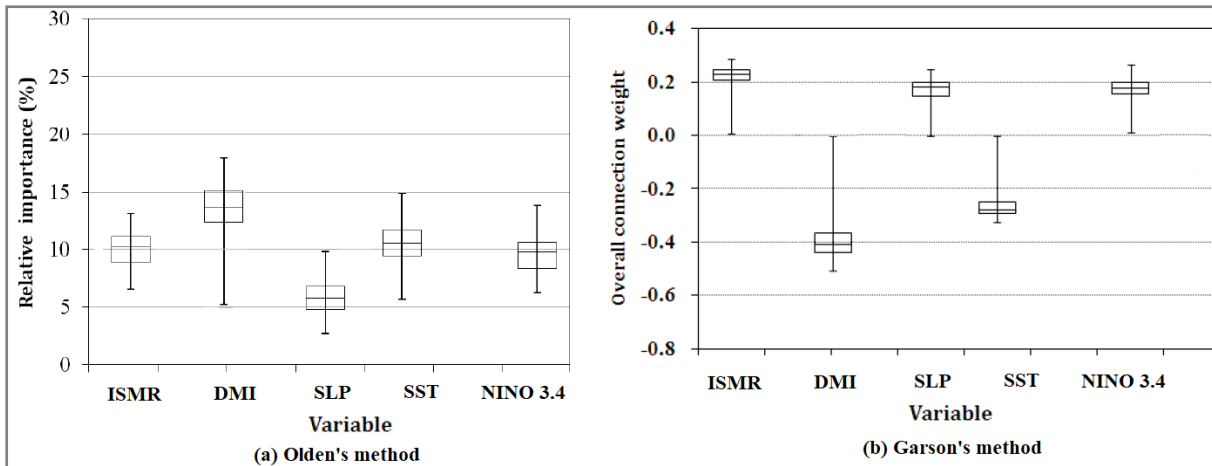 30
25
20
15
10
5
0
Relative importance (%)
ISMR DMI SLP SST NINO 3.4
Variable
(a) Olden's method
0.4
0.2
0.0
-0.2
-0.4
-0.6
-0.8
Overall connection weight
ISMR DMI SLP SST NINO 3.4
Variable
(b) Garson's method